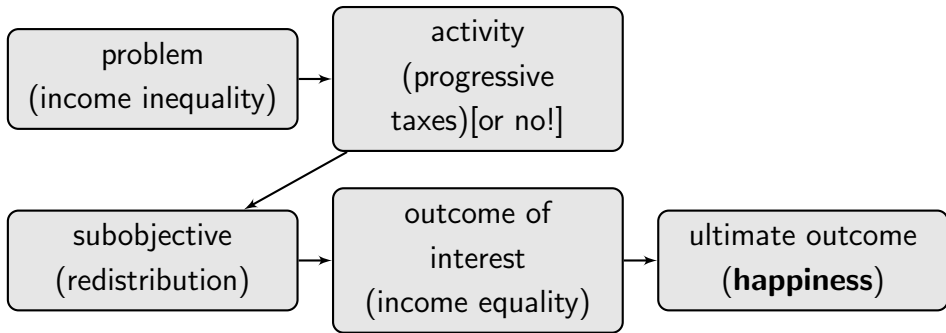 problem
(income inequality)
activity
(progressive
taxes)[or no!]
subobjective
(redistribution)
outcome of
interest
(income equality)
ultimate outcome
(happiness)